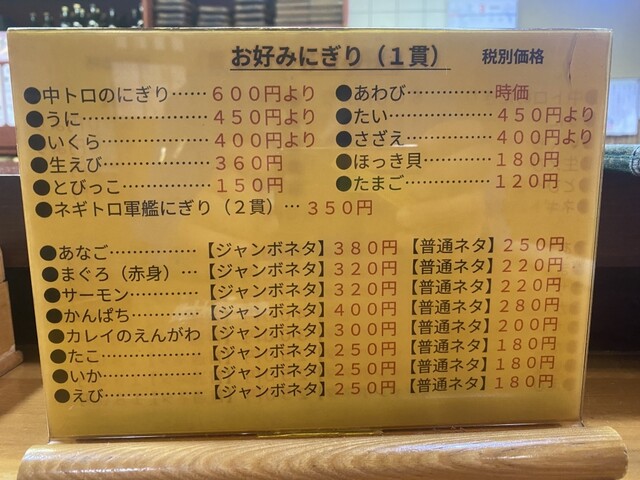 お好みにぎり（１貫） 税別価格
●中トロのにぎり……６００円より ●あわび………………時価
●うに…………………４５０円より ●たい…………………４５０円より
●いくら………………４００円より ●さざえ………………４００円より
●生えび………………３６０円 ●ほっき貝……………１８０円
●とびっこ……………１５０円 ●たまご………………１２０円
●ネギトロ軍艦にぎり（２貫）…３５０円
●あなご……………【ジャンボネタ】３８０円【普通ネタ】２５０円
●まぐろ（赤身）…【ジャンボネタ】３２０円【普通ネタ】２２０円
●サーモン…………【ジャンボネタ】３２０円【普通ネタ】２２０円
●かんぱち…………【ジャンボネタ】４００円【普通ネタ】２８０円
●カレイのえんがわ【ジャンボネタ】３００円【普通ネタ】２００円
●たこ………………【ジャンボネタ】２５０円【普通ネタ】１８０円
●いか………………【ジャンボネタ】２５０円【普通ネタ】１８０円
●えび………………【ジャンボネタ】２５０円【普通ネタ】１８０円